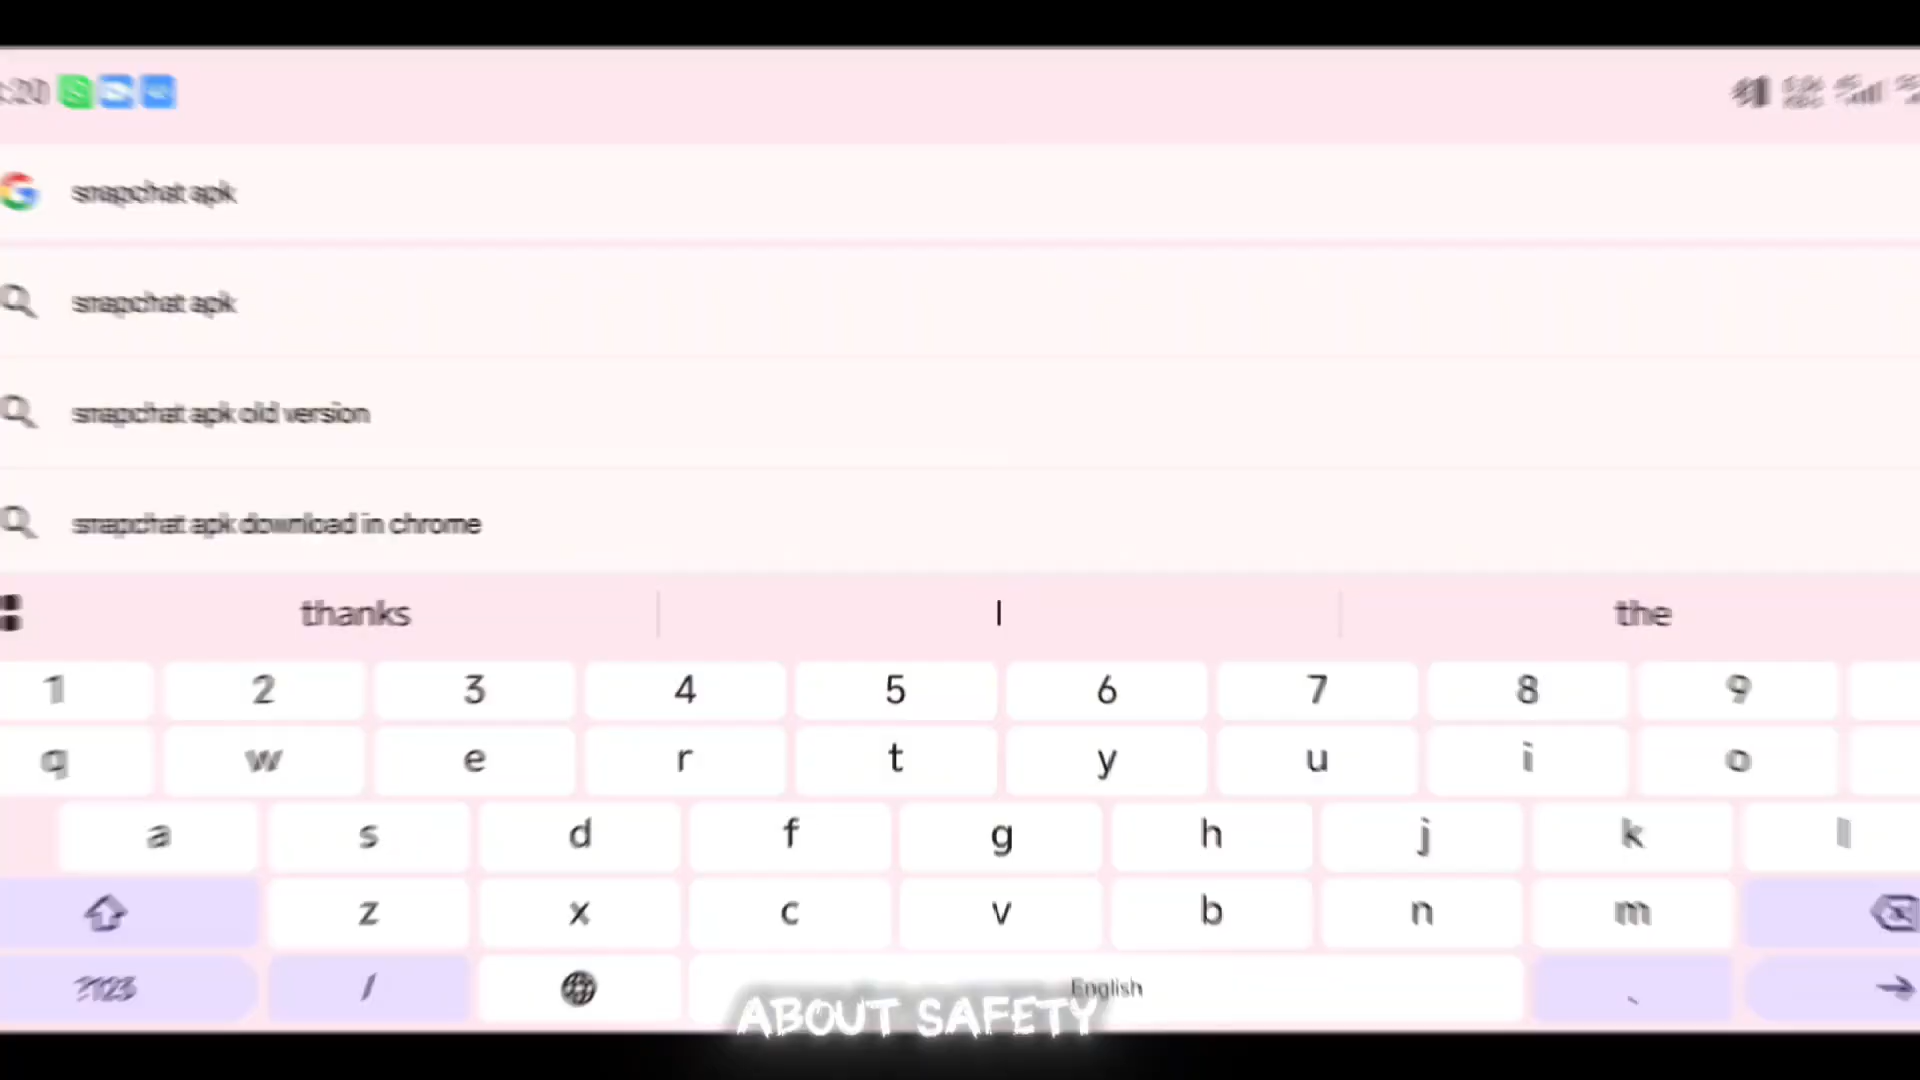 :20
snapchat apk
snapchat apk
snapchat apk old version
snapchat apk download in chrome
thanks I the
1 2 3 4 5 6 7 8 9
q w e r t y u i o
a s d f g h j k l
z x c v b n m
?123 / English
ABOUT SAFETY